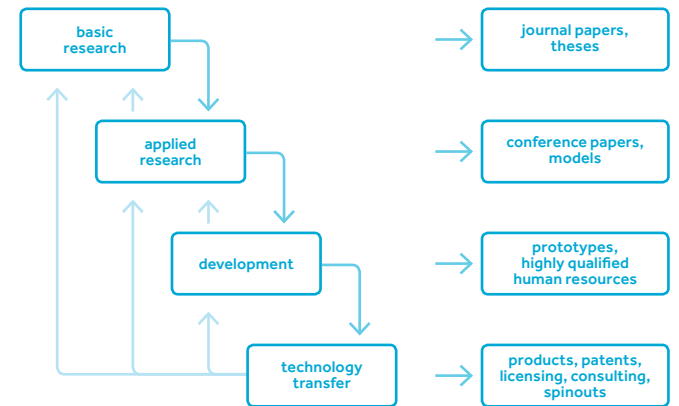 basic
research
journal papers,
theses
applied
research
conference papers,
models
development
prototypes,
highly qualified
human resources
technology
transfer
products, patents,
licensing, consulting,
spinouts